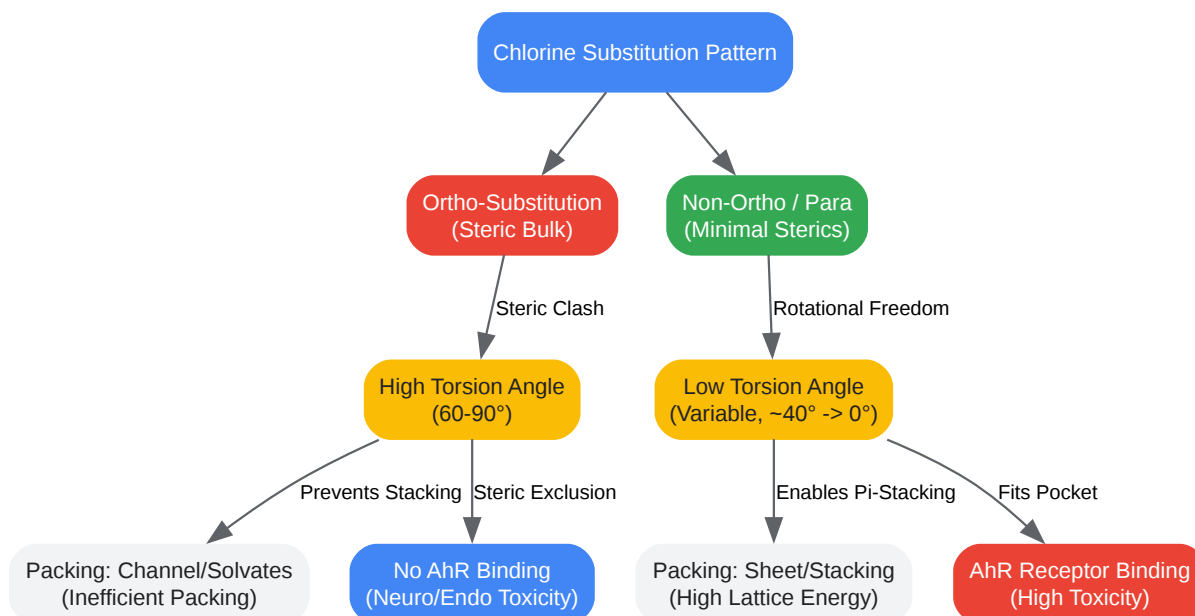 Chlorine Substitution Pattern
Ortho-Substitution
(Steric Bulk)
Non-Ortho / Para
(Minimal Sterics)
Steric Clash
Rotational Freedom
High Torsion Angle
(60-90°)
Low Torsion Angle
(Variable, ~40° -> 0°)
Prevents Stacking
Steric Exclusion
Enables Pi-Stacking
Fits Pocket
Packing: Channel/Solvates
(Inefficient Packing)
No AhR Binding
(Neuro/Endo Toxicity)
Packing: Sheet/Stacking
(High Lattice Energy)
AhR Receptor Binding
(High Toxicity)